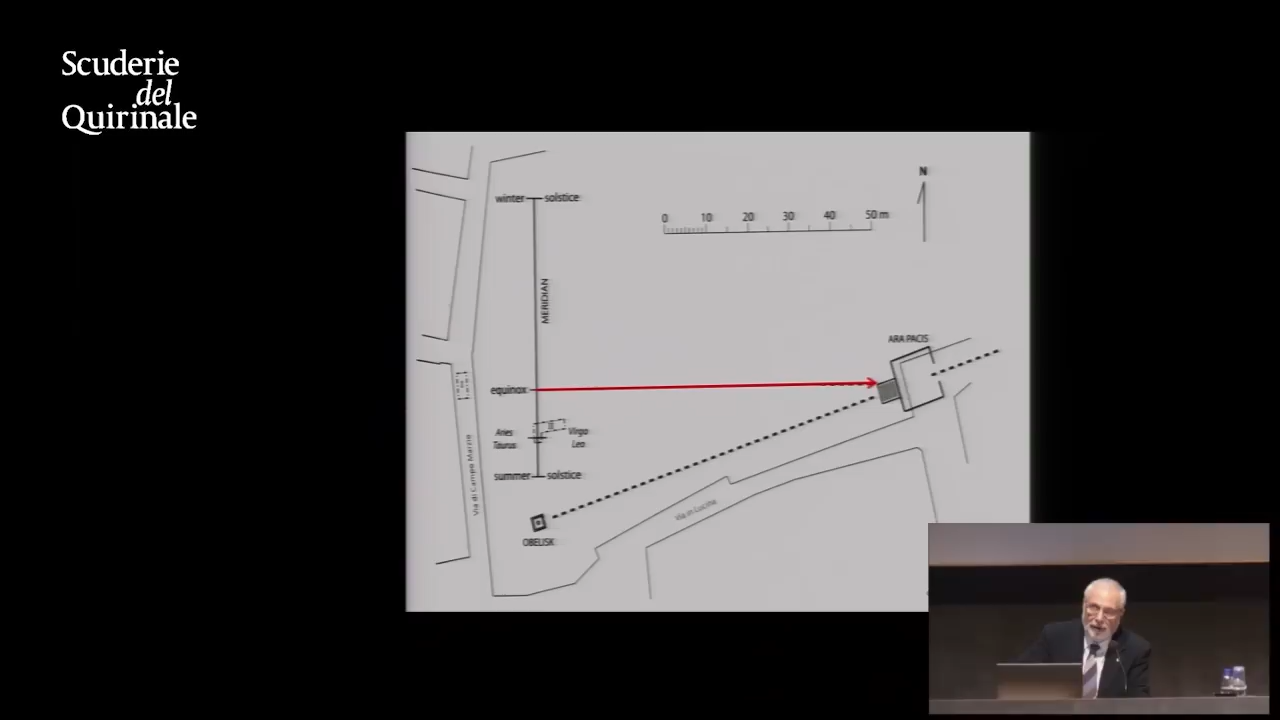 Scuderie
del
Quirinale
N
winter solstice
0 10 20 30 40 50 m
MERIDIAN
ARA PACIS
equinox
Aries Virgo
Taurus Leo
summer solstice
Via di Campo Marzio
Via in Lucina
OBELISK